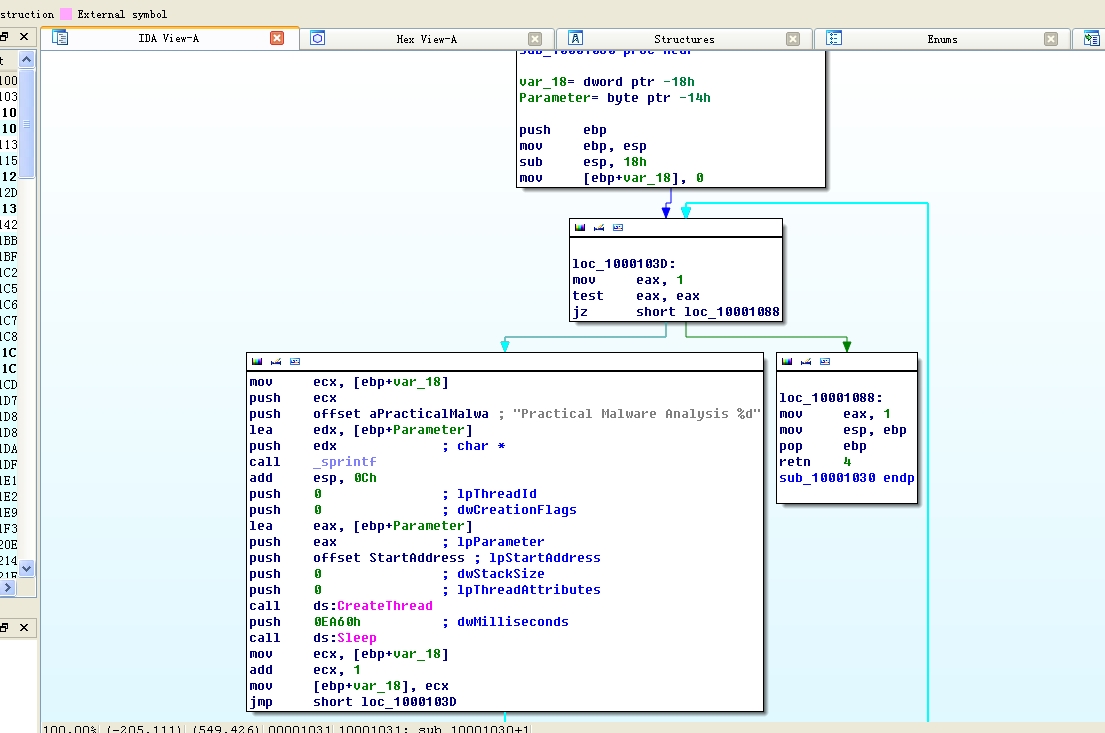 struction External symbol
IDA View-A Hex View-A Structures Enums
sub_10001030 proc near
var_18= dword ptr -18h
Parameter= byte ptr -14h
push ebp
mov ebp, esp
sub esp, 18h
mov [ebp+var_18], 0
loc_1000103D:
mov eax, 1
test eax, eax
jz short loc_10001088
mov ecx, [ebp+var_18]
push ecx
push offset aPracticalMalwa ; "Practical Malware Analysis %d"
lea edx, [ebp+Parameter]
push edx ; char *
call _sprintf
add esp, 0Ch
push 0 ; lpThreadId
push 0 ; dwCreationFlags
lea eax, [ebp+Parameter]
push eax ; lpParameter
push offset StartAddress ; lpStartAddress
push 0 ; dwStackSize
push 0 ; lpThreadAttributes
call ds:CreateThread
push 0EA60h ; dwMilliseconds
call ds:Sleep
mov ecx, [ebp+var_18]
add ecx, 1
mov [ebp+var_18], ecx
jmp short loc_1000103D
loc_10001088:
mov eax, 1
mov esp, ebp
pop ebp
retn 4
sub_10001030 endp
t
100
103
10
10
113
115
12
12D
13
142
1BB
1BF
1C2
1C5
1C6
1C7
1C8
1C
1C
1CD
1D7
1D8
1D8
1DA
1DF
1E1
1E2
1E9
1F3
20E
214
21F
100.00% (-205,111) (549,426) 00001031 10001031: sub_10001030+1